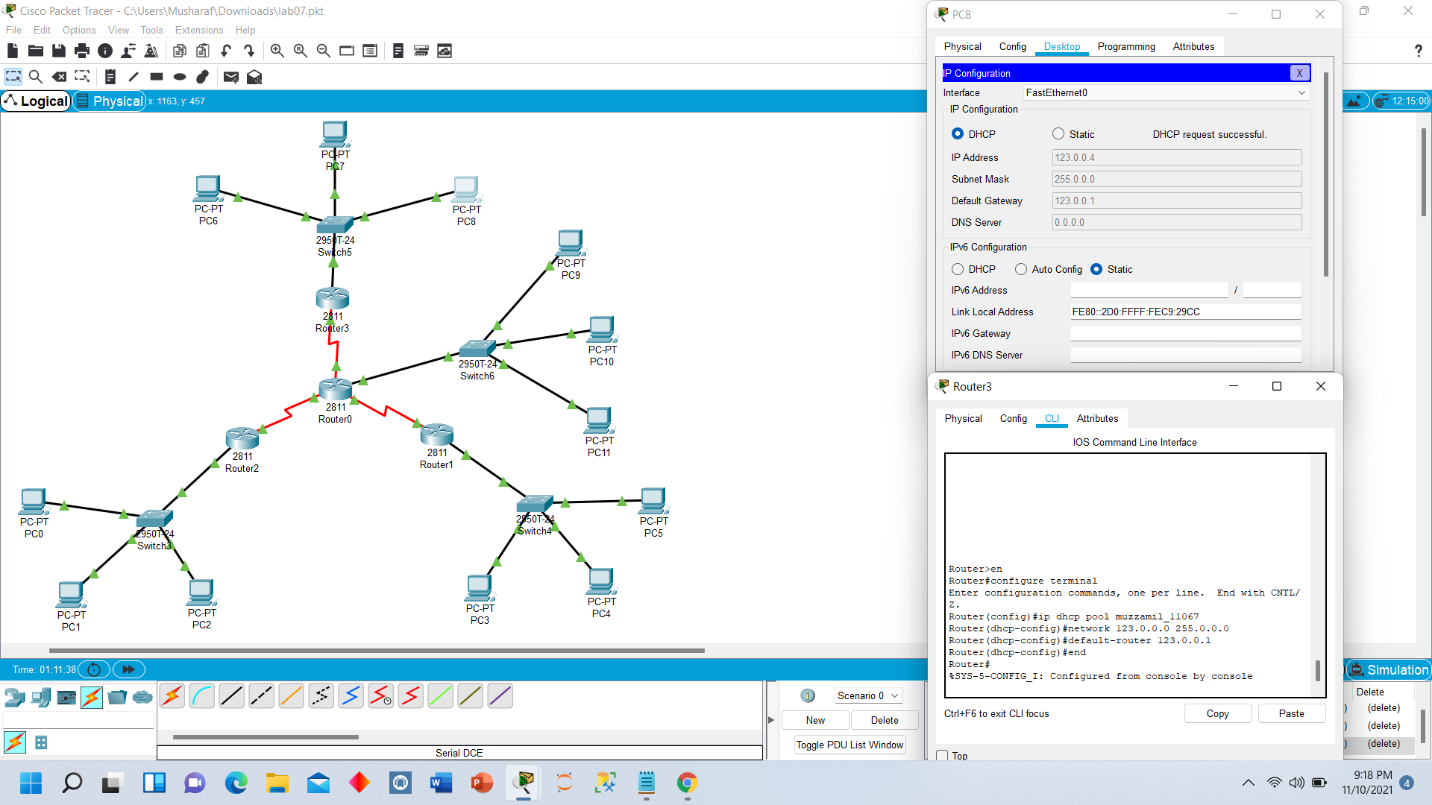 Cisco Packet Tracer - C:\Users\Musharaf\Downloads\lab07.pkt
File Edit Options View Tools Extensions Help
?
Logical Physical x: 1163, y: 457
12:15:00
PC-PT
PC7
PC-PT
PC6
PC-PT
PC8
2950T-24
Switch5
PC-PT
PC9
2811
Router3
PC-PT
PC10
2950T-24
Switch6
2811
Router0
PC-PT
PC11
2811
Router2
2811
Router1
PC-PT
PC0
2950T-24
Switch3
2950T-24
Switch4
PC-PT
PC5
PC-PT
PC1
PC-PT
PC2
PC-PT
PC3
PC-PT
PC4
PC8
Physical Config Desktop Programming Attributes
IP Configuration X
Interface FastEthernet0
IP Configuration
DHCP Static DHCP request successful.
IP Address 123.0.0.4
Subnet Mask 255.0.0.0
Default Gateway 123.0.0.1
DNS Server 0.0.0.0
IPv6 Configuration
DHCP Auto Config Static
IPv6 Address /
Link Local Address FE80::2D0:FFFF:FEC9:29CC
IPv6 Gateway
IPv6 DNS Server
Router3
Physical Config CLI Attributes
IOS Command Line Interface
Router>en
Router#configure terminal
Enter configuration commands, one per line. End with CNTL/
Z.
Router(config)#ip dhcp pool muzzamil_11067
Router(dhcp-config)#network 123.0.0.0 255.0.0.0
Router(dhcp-config)#default-router 123.0.0.1
Router(dhcp-config)#end
Router#
%SYS-5-CONFIG_I: Configured from console by console
Ctrl+F6 to exit CLI focus Copy Paste
Top
Time: 01:11:38
Simulation
Scenario 0
New Delete
Toggle PDU List Window
Serial DCE
Delete
) (delete)
) (delete)
) (delete)
9:18 PM
11/10/2021
4